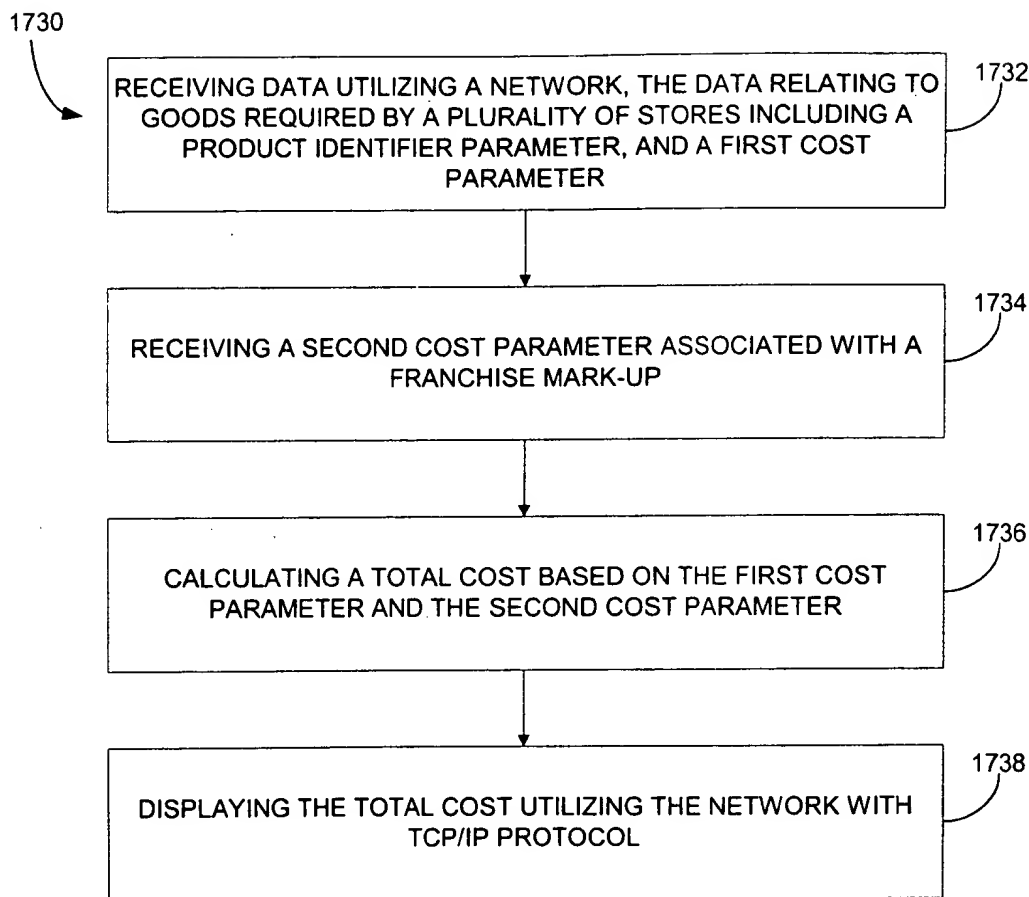 1730
RECEIVING DATA UTILIZING A NETWORK, THE DATA RELATING TO
GOODS REQUIRED BY A PLURALITY OF STORES INCLUDING A
PRODUCT IDENTIFIER PARAMETER, AND A FIRST COST
PARAMETER
1732
RECEIVING A SECOND COST PARAMETER ASSOCIATED WITH A
FRANCHISE MARK-UP
1734
CALCULATING A TOTAL COST BASED ON THE FIRST COST
PARAMETER AND THE SECOND COST PARAMETER
1736
DISPLAYING THE TOTAL COST UTILIZING THE NETWORK WITH
TCP/IP PROTOCOL
1738